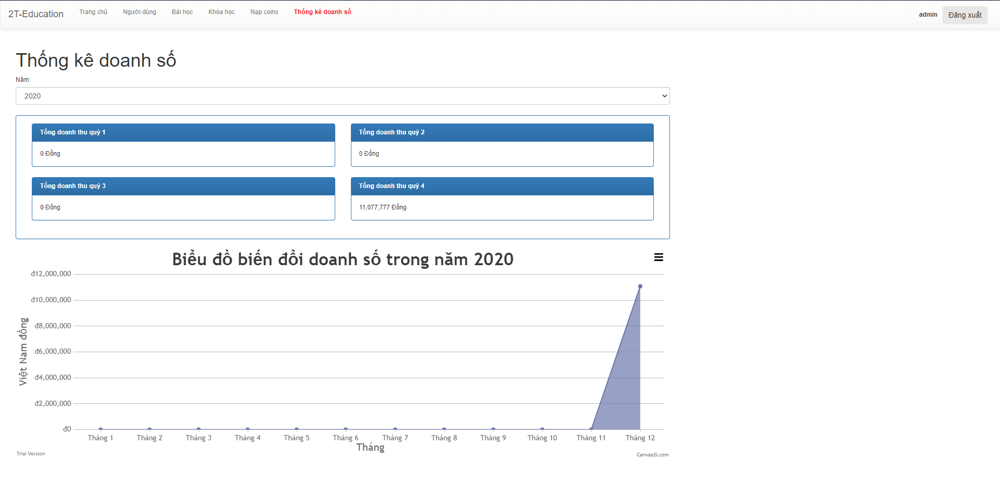 2T-Education Trang chủ Người dùng Bài học Khóa học Nạp coins Thống kê doanh số admin Đăng xuất
Thống kê doanh số
Năm:
2020
Tổng doanh thu quý 1
0 Đồng
Tổng doanh thu quý 2
0 Đồng
Tổng doanh thu quý 3
0 Đồng
Tổng doanh thu quý 4
11,077,777 Đồng
Biểu đồ biến đổi doanh số trong năm 2020
Việt Nam đồng
đ12,000,000
đ10,000,000
đ8,000,000
đ6,000,000
đ4,000,000
đ2,000,000
đ0
Tháng 1 Tháng 2 Tháng 3 Tháng 4 Tháng 5 Tháng 6 Tháng 7 Tháng 8 Tháng 9 Tháng 10 Tháng 11 Tháng 12
Tháng
Trial Version
CanvasJS.com